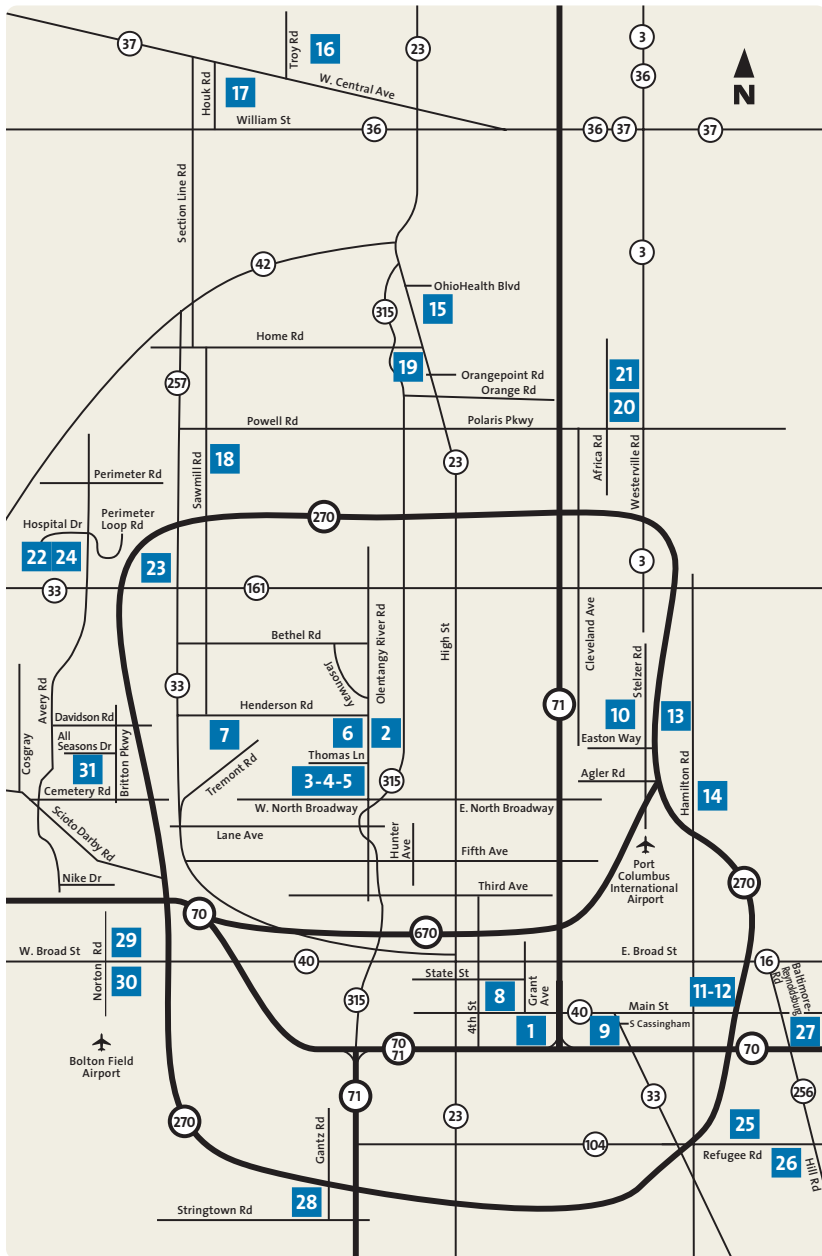 37
Troy Rd
16
23
3
36
N
Houk Rd
17
W. Central Ave
William St
36
36
37
37
Section Line Rd
42
3
OhioHealth Blvd
315
15
Home Rd
19
Orangepoint Rd
Orange Rd
21
257
20
Powell Rd
Polaris Pkwy
Africa Rd
Westerville Rd
Sawmill Rd
18
23
Perimeter Rd
270
Hospital Dr
Perimeter
Loop Rd
22
24
23
3
33
161
Bethel Rd
Jasonway
Olentangy River Rd
High St
Cleveland Ave
Stelzer Rd
33
Avery Rd
Cosgray
Davidson Rd
All
Seasons Dr
Britton Pkwy
31
Henderson Rd
7
6
2
71
10
13
Easton Way
Thomas Ln
Tremont Rd
3-4-5
315
Agler Rd
Hamilton Rd
14
Cemetery Rd
W. North Broadway
E. North Broadway
Scioto Darby Rd
Lane Ave
Hunter
Ave
Fifth Ave
Port
Columbus
International
Airport
Nike Dr
Third Ave
270
70
670
29
W. Broad St
Norton Rd
30
40
E. Broad St
16
Baltimore-
Reynoldsburg
Rd
State St
8
Grant
Ave
11-12
315
4th St
1
40
Main St
9
S Cassingham
27
Bolton Field
Airport
70
71
70
71
33
256
270
Gantz Rd
23
25
104
Refugee Rd
26
Hill Rd
28
Stringtown Rd